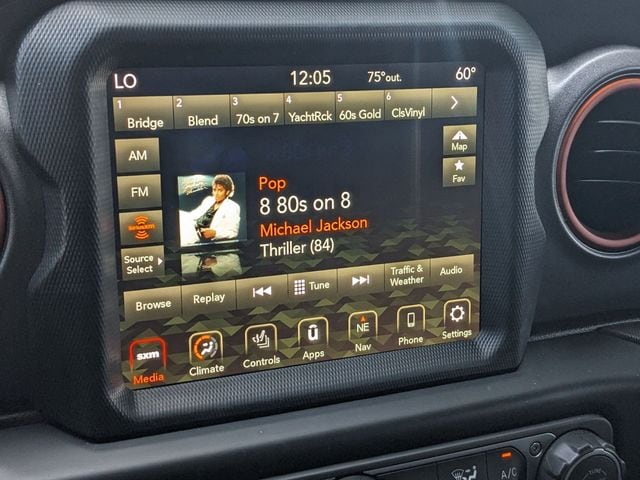 LO 12:05 75°out. 60°
1 Bridge 2 Blend 3 70s on 7 4 YachtRck 5 60s Gold 6 ClsVinyl
AM
Map
FM
Fav
siriusxm
Source Select
Pop
8 80s on 8
Michael Jackson
Thriller (84)
Browse Replay Tune Traffic & Weather Audio
sxm Media Climate Controls Apps NE Nav Phone Settings
A/C
TUNE